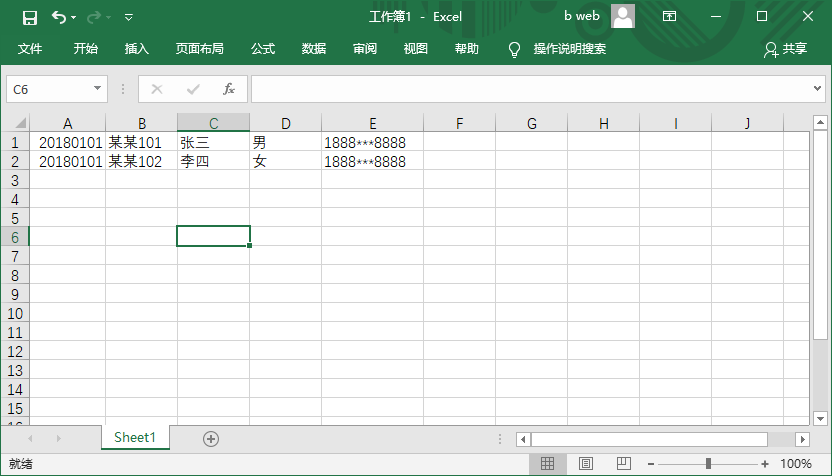 工作簿1 - Excel
b web
文件 开始 插入 页面布局 公式 数据 审阅 视图 帮助 操作说明搜索 共享
C6 fx
A B C D E F G H I J
1 20180101 某某101 张三 男 1888***8888
2 20180101 某某102 李四 女 1888***8888
3
4
5
6
7
8
9
10
11
12
13
14
15
16
Sheet1
就绪 100%